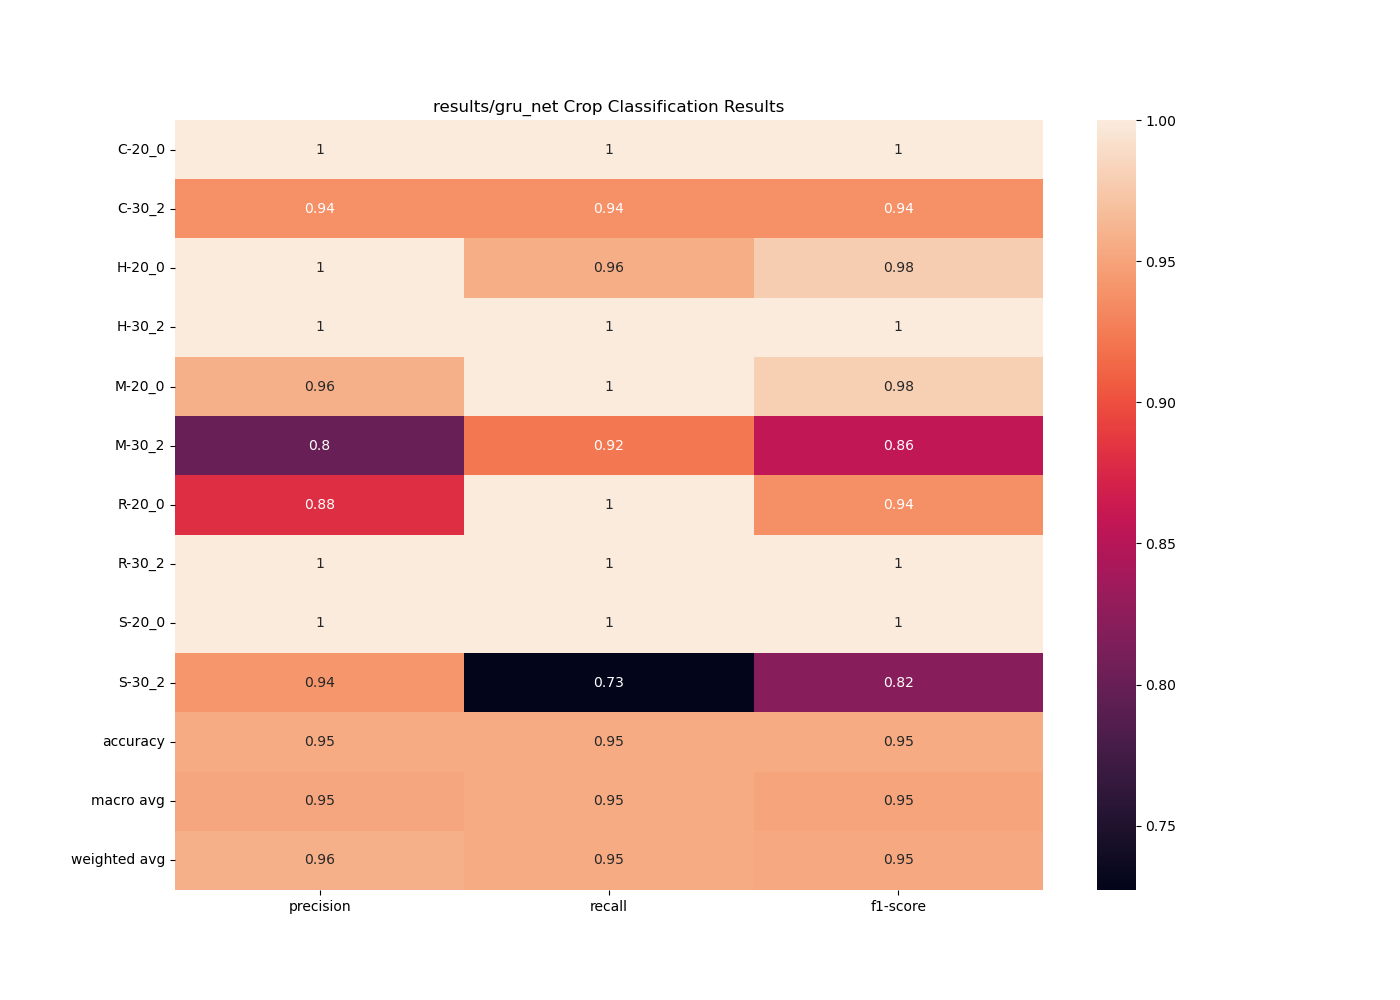 results/gru_net Crop Classification Results
C-20_0 1 1 1
C-30_2 0.94 0.94 0.94
H-20_0 1 0.96 0.98
H-30_2 1 1 1
M-20_0 0.96 1 0.98
M-30_2 0.8 0.92 0.86
R-20_0 0.88 1 0.94
R-30_2 1 1 1
S-20_0 1 1 1
S-30_2 0.94 0.73 0.82
accuracy 0.95 0.95 0.95
macro avg 0.95 0.95 0.95
weighted avg 0.96 0.95 0.95
precision recall f1-score
1.00
0.95
0.90
0.85
0.80
0.75